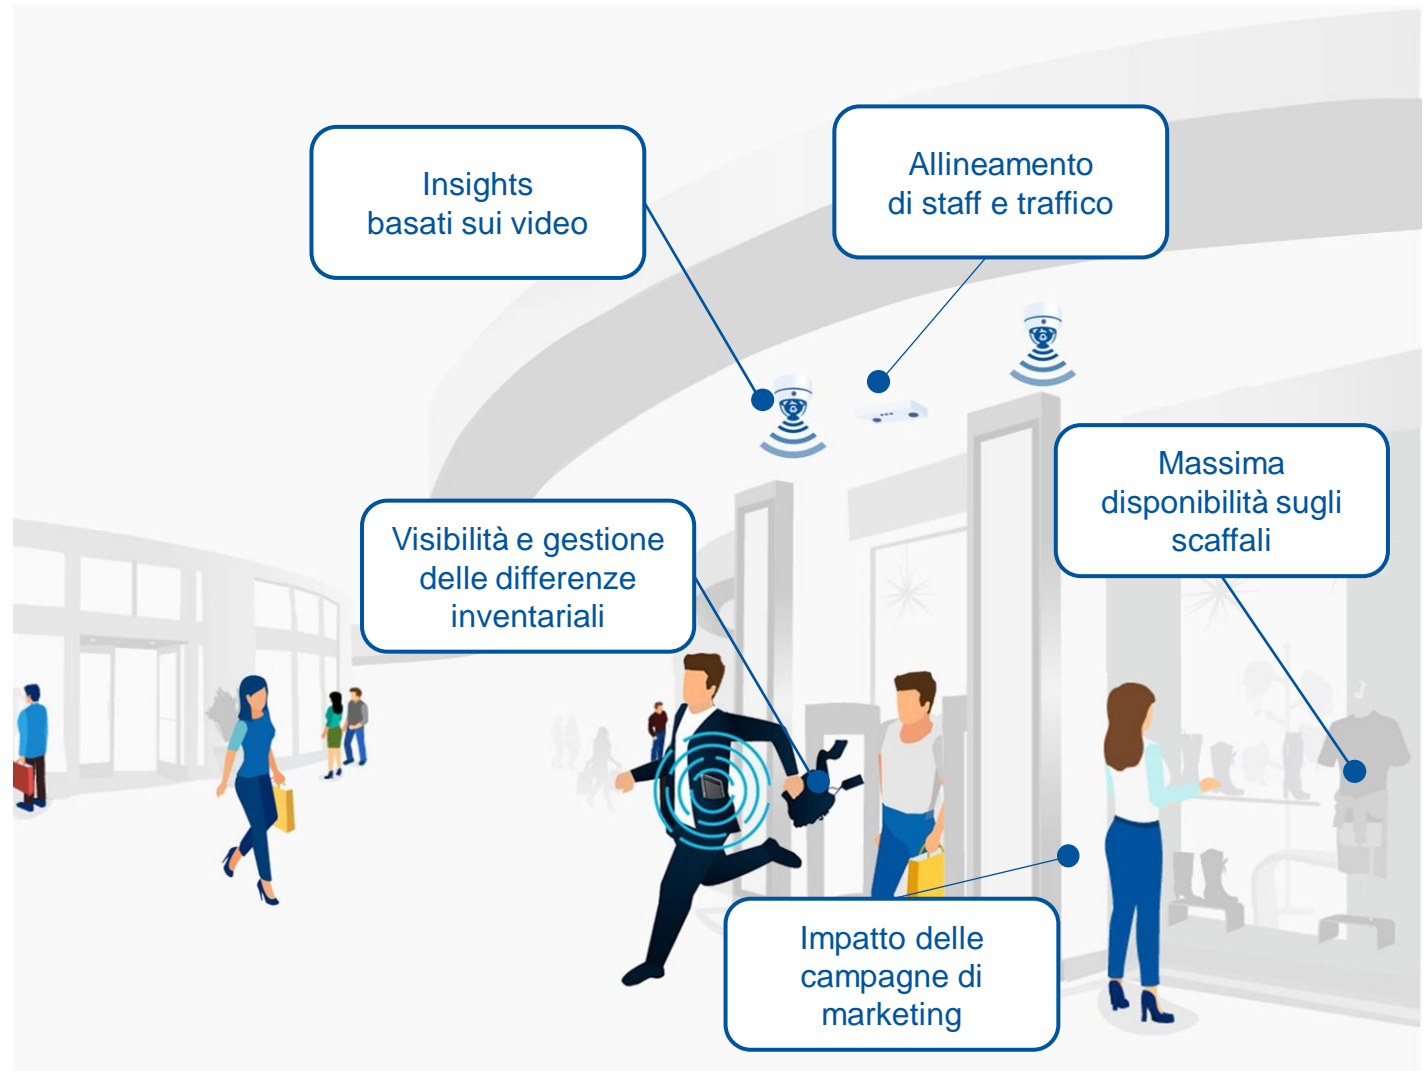 Insights
basati sui video
Allineamento
di staff e traffico
Massima
disponibilità sugli
scaffali
Visibilità e gestione
delle differenze
inventariali
Impatto delle
campagne di
marketing